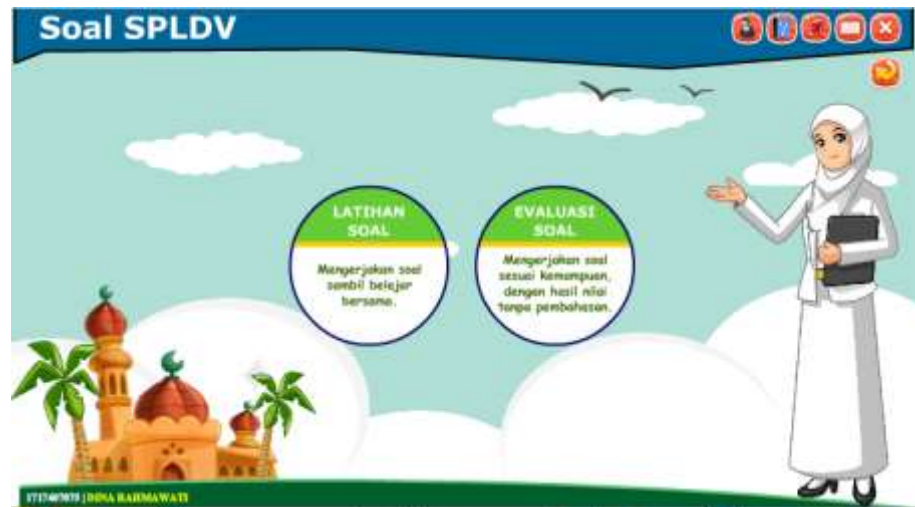 Soal SPLDV
LATIHAN
SOAL
Mengerjakan soal
sambil belajar
bersama.
EVALUASI
SOAL
Mengerjakan soal
sesuai kemampuan,
dengan hasil nilai
tanpa pembahasan.
DINA RAHMAWATI